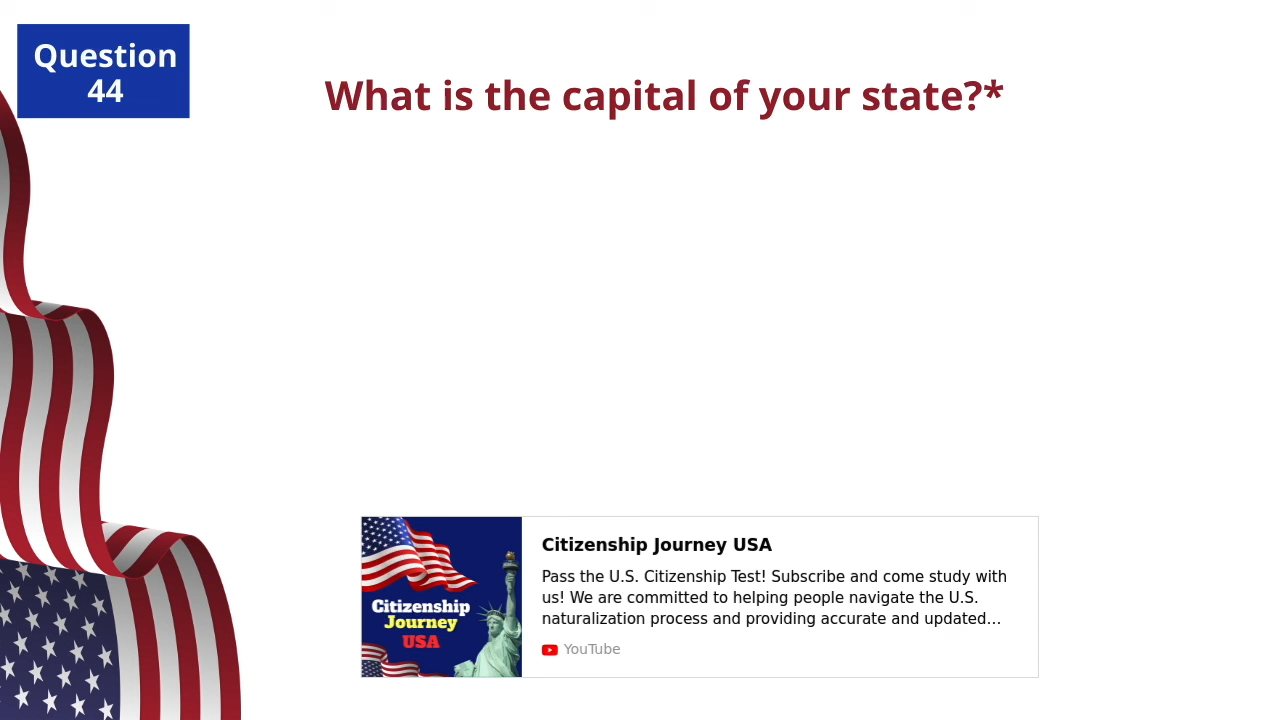 Question
44
What is the capital of your state?*
Citizenship Journey USA
Pass the U.S. Citizenship Test! Subscribe and come study with
us! We are committed to helping people navigate the U.S.
naturalization process and providing accurate and updated...
YouTube
Citizenship
Journey
USA